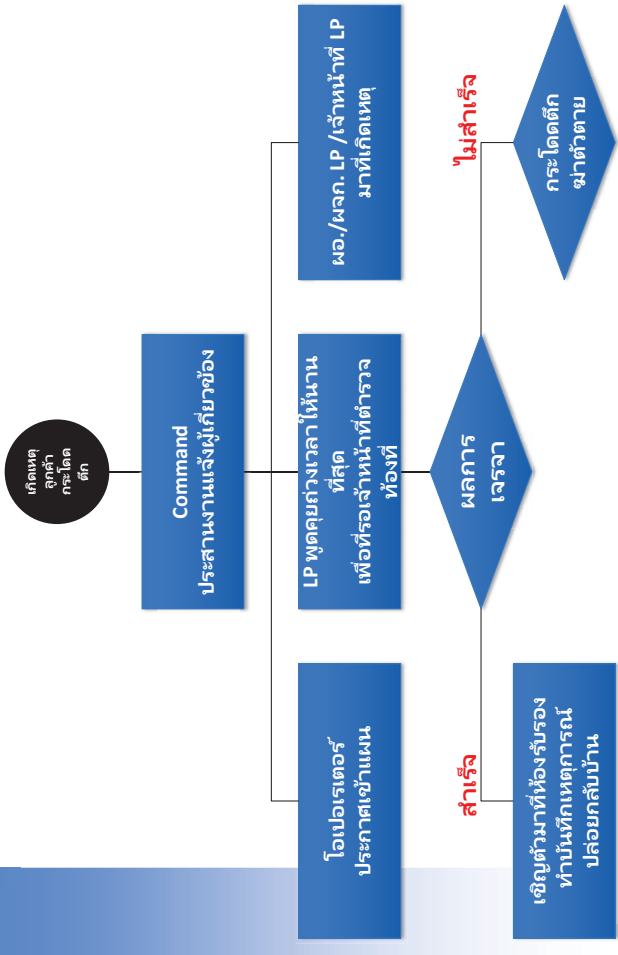 เกิดเหตุ
ลูกค้า
กระโดด
ตึก
Command
ประสานงานแจ้งผู้เกี่ยวข้อง
โอเปอเรเตอร์
ประกาศเข้าแผน
LP พูดคุยถ่วงเวลา ให้นาน
ที่สุด
เพื่อที่รอเจ้าหน้าที่ตำรวจ
ท้องที่
ผอ./ผจก. LP /เจ้าหน้าที่ LP
มาที่เกิดเหตุ
ผลการ
เจรจา
สำเร็จ
ไม่สำเร็จ
เชิญตัวมาที่ห้องรับรอง
ทำบันทึกเหตุการณ์
ปล่อยกลับบ้าน
กระโดดตึก
ฆ่าตัวตาย